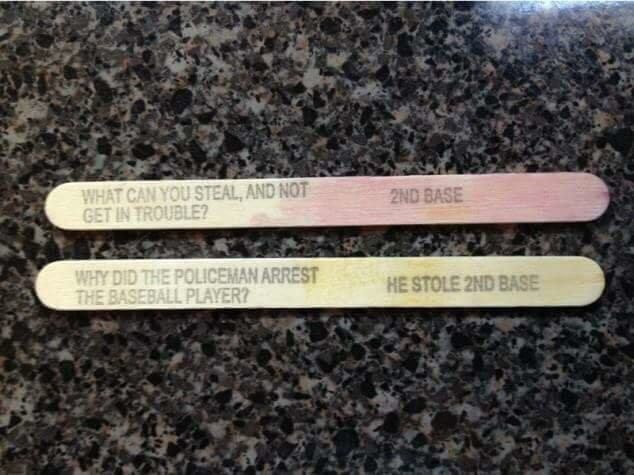 WHAT CAN YOU STEAL, AND NOT
GET IN TROUBLE?
2ND BASE
WHY DID THE POLICEMAN ARREST
THE BASEBALL PLAYER?
HE STOLE 2ND BASE